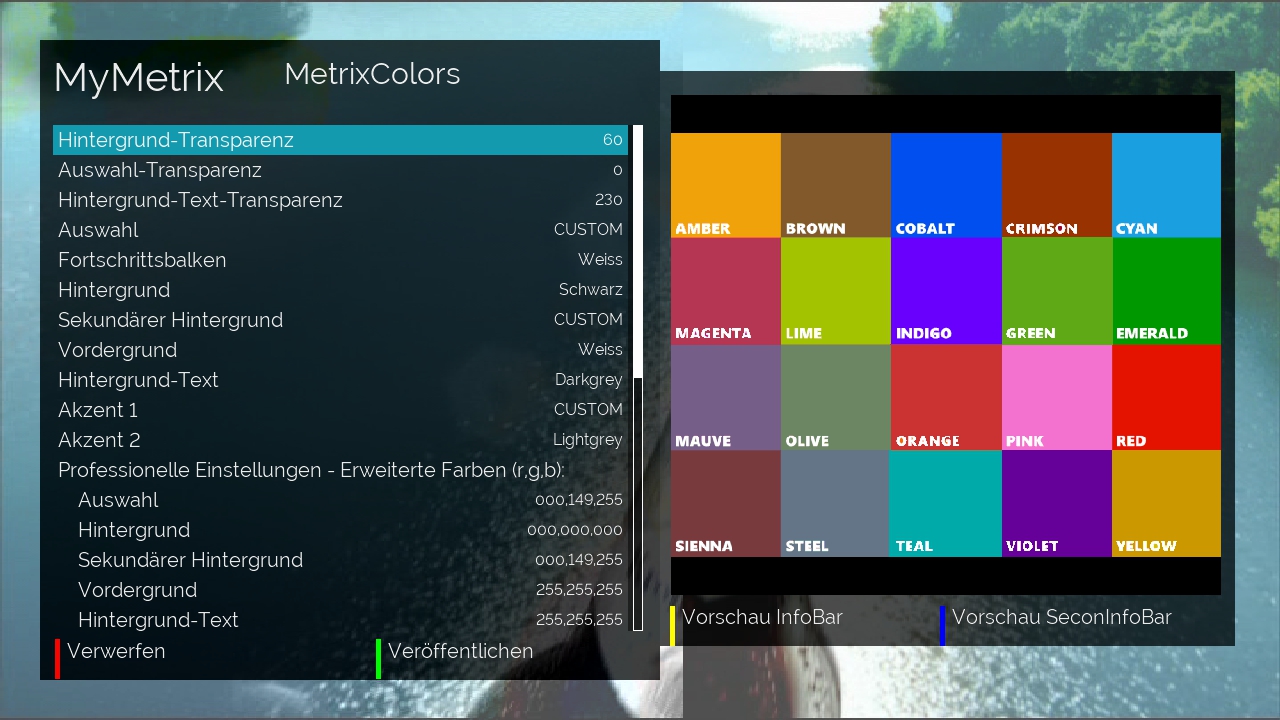 MyMetrix MetrixColors
Hintergrund-Transparenz 60
Auswahl-Transparenz 0
Hintergrund-Text-Transparenz 230
Auswahl CUSTOM
Fortschrittsbalken Weiss
Hintergrund Schwarz
Sekundärer Hintergrund CUSTOM
Vordergrund Weiss
Hintergrund-Text Darkgrey
Akzent 1 CUSTOM
Akzent 2 Lightgrey
Professionelle Einstellungen - Erweiterte Farben (r,g,b):
Auswahl 000,149,255
Hintergrund 000,000,000
Sekundärer Hintergrund 000,149,255
Vordergrund 255,255,255
Hintergrund-Text 255,255,255
Verwerfen Veröffentlichen
AMBER BROWN COBALT CRIMSON CYAN
MAGENTA LIME INDIGO GREEN EMERALD
MAUVE OLIVE ORANGE PINK RED
SIENNA STEEL TEAL VIOLET YELLOW
Vorschau InfoBar Vorschau SeconInfoBar